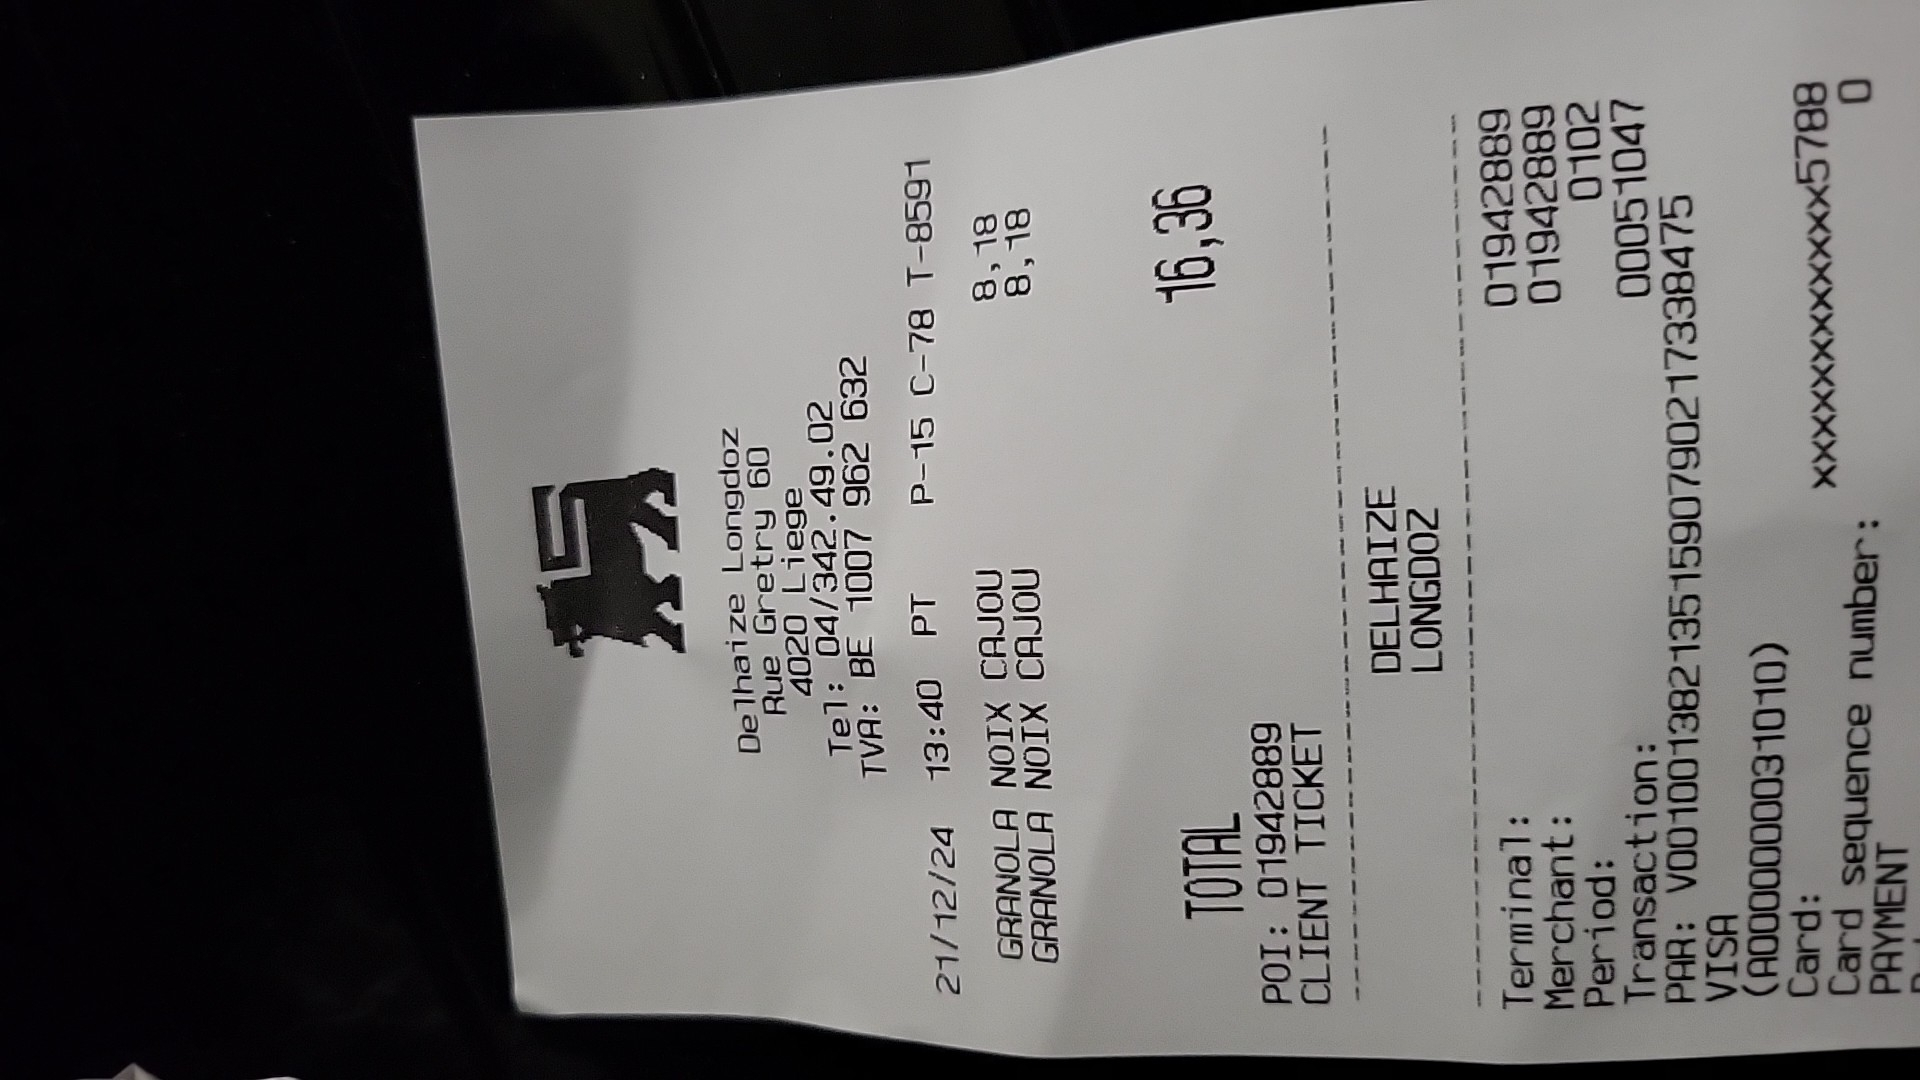 Delhaize Longdoz
Rue Gretry 60
4020 Liege
Tel: 04/342.49.02
TVA: BE 1007 962 632
21/12/24 13:40 PT P-15 C-78 T-8591
GRANOLA NOIX CAJOU 8,18
GRANOLA NOIX CAJOU 8,18
TOTAL 16,36
POI: 01942889
CLIENT TICKET
DELHAIZE
LONGDOZ
Terminal: 01942889
Merchant: 01942889
Period: 0102
Transaction: 00051047
PAR: V0010013821351590790217338475
VISA
(A0000000031010)
Card: xxxxxxxxxxxxxxx5788
Card sequence number: 0
PAYMENT